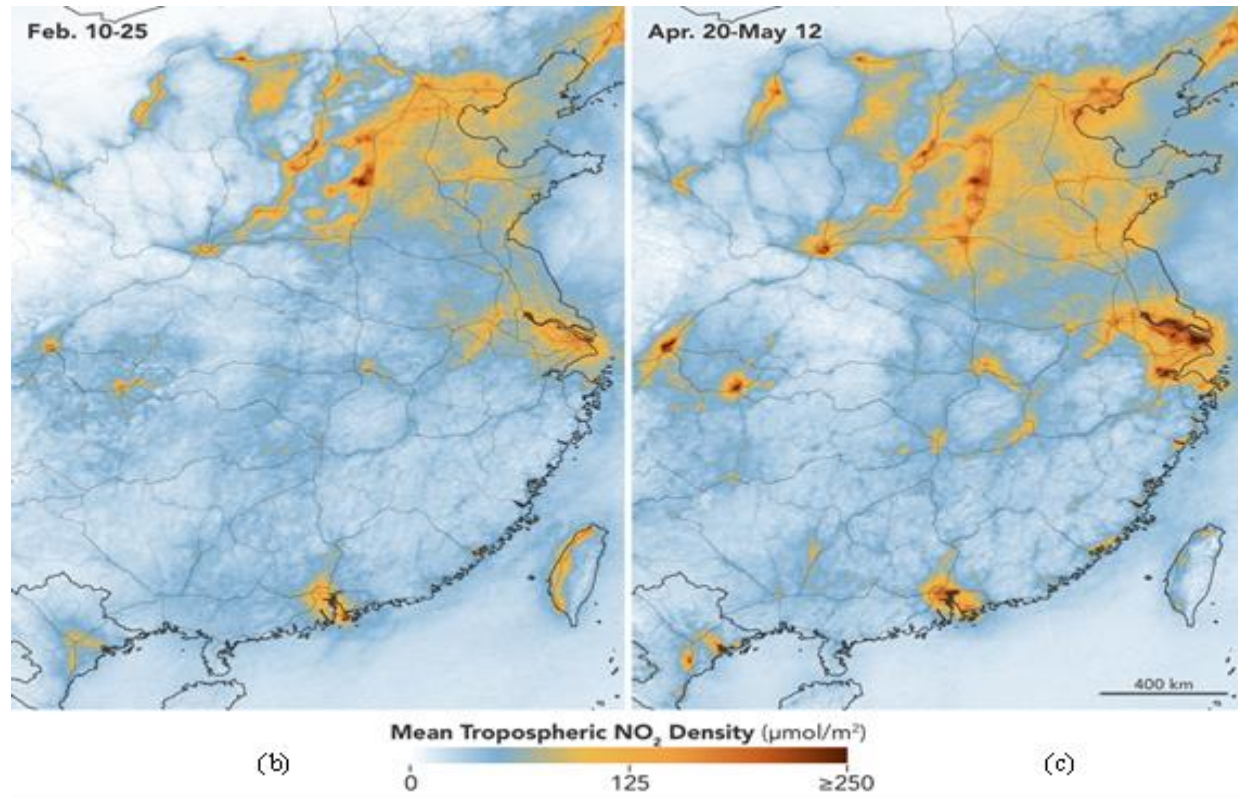 Feb. 10-25
Apr. 20-May 12
400 km
Mean Tropospheric NO₂ Density (µmol/m²)
(b)
(c)
0
125
≥250